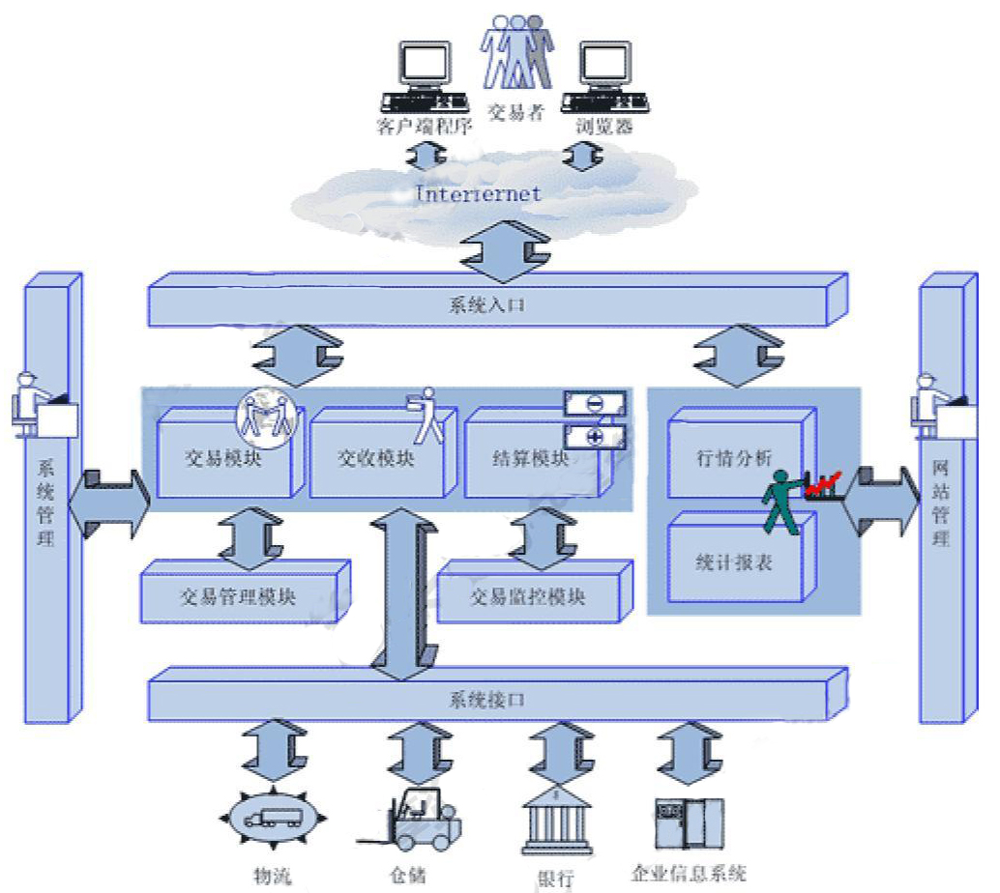 交易者
客户端程序
浏览器
Interiernet
系统入口
交易模块
交收模块
结算模块
行情分析
系统管理
网站管理
统计报表
交易管理模块
交易监控模块
系统接口
物流
仓储
银行
企业信息系统